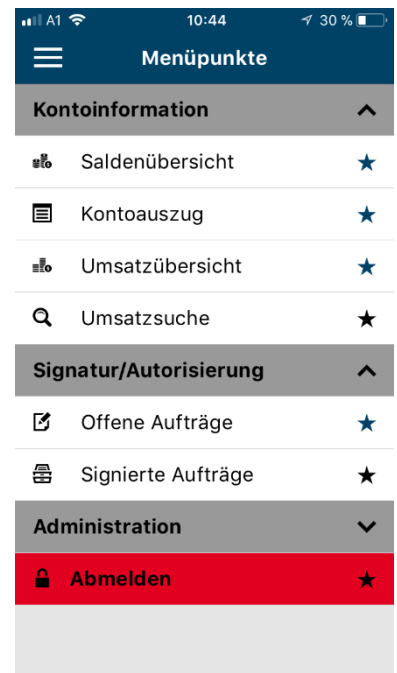 A1 10:44 30 %
Menüpunkte
Kontoinformation
Saldenübersicht
Kontoauszug
Umsatzübersicht
Umsatzsuche
Signatur/Autorisierung
Offene Aufträge
Signierte Aufträge
Administration
Abmelden